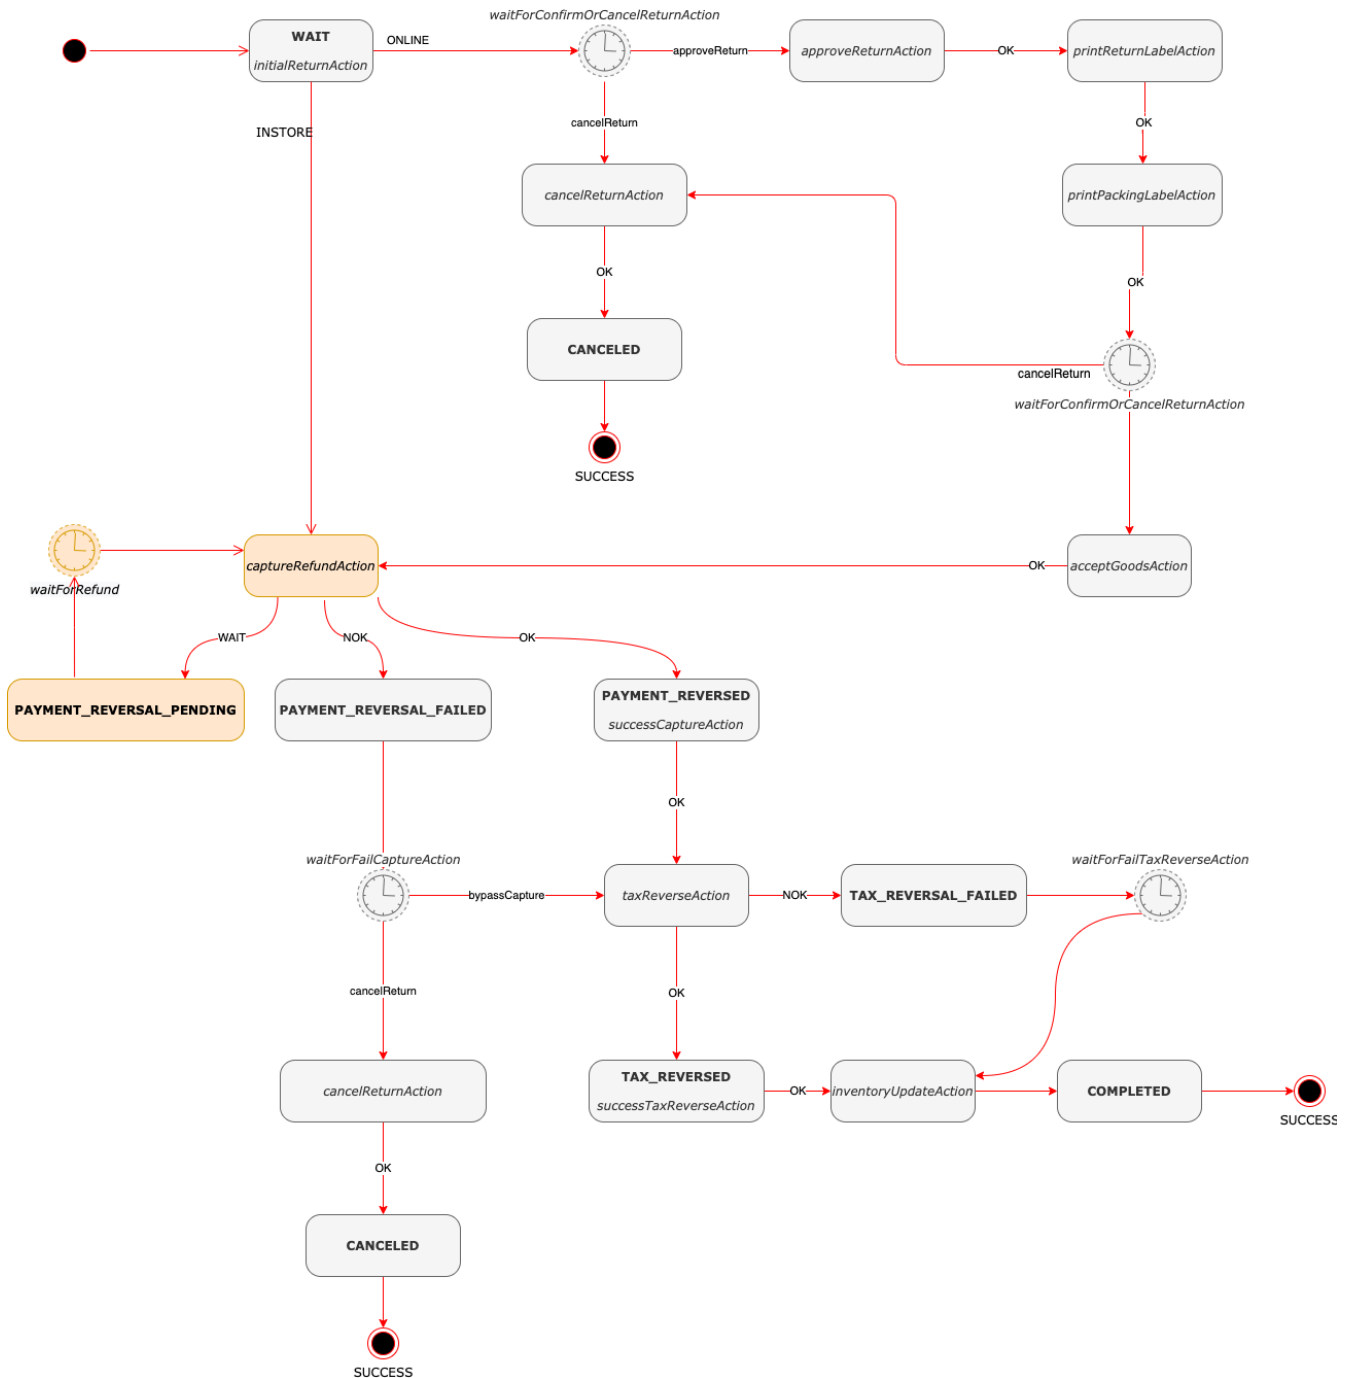 waitForConfirmOrCancelReturnAction
WAIT
initialReturnAction
ONLINE
approveReturn
approveReturnAction
OK
printReturnLabelAction
INSTORE
cancelReturn
OK
cancelReturnAction
printPackingLabelAction
OK
OK
CANCELED
cancelReturn
waitForConfirmOrCancelReturnAction
SUCCESS
waitForRefund
captureRefundAction
OK
acceptGoodsAction
WAIT
NOK
OK
PAYMENT_REVERSAL_PENDING
PAYMENT_REVERSAL_FAILED
PAYMENT_REVERSED
successCaptureAction
OK
waitForFailCaptureAction
waitForFailTaxReverseAction
bypassCapture
taxReverseAction
NOK
TAX_REVERSAL_FAILED
cancelReturn
OK
cancelReturnAction
TAX_REVERSED
successTaxReverseAction
OK
inventoryUpdateAction
COMPLETED
SUCCESS
OK
CANCELED
SUCCESS